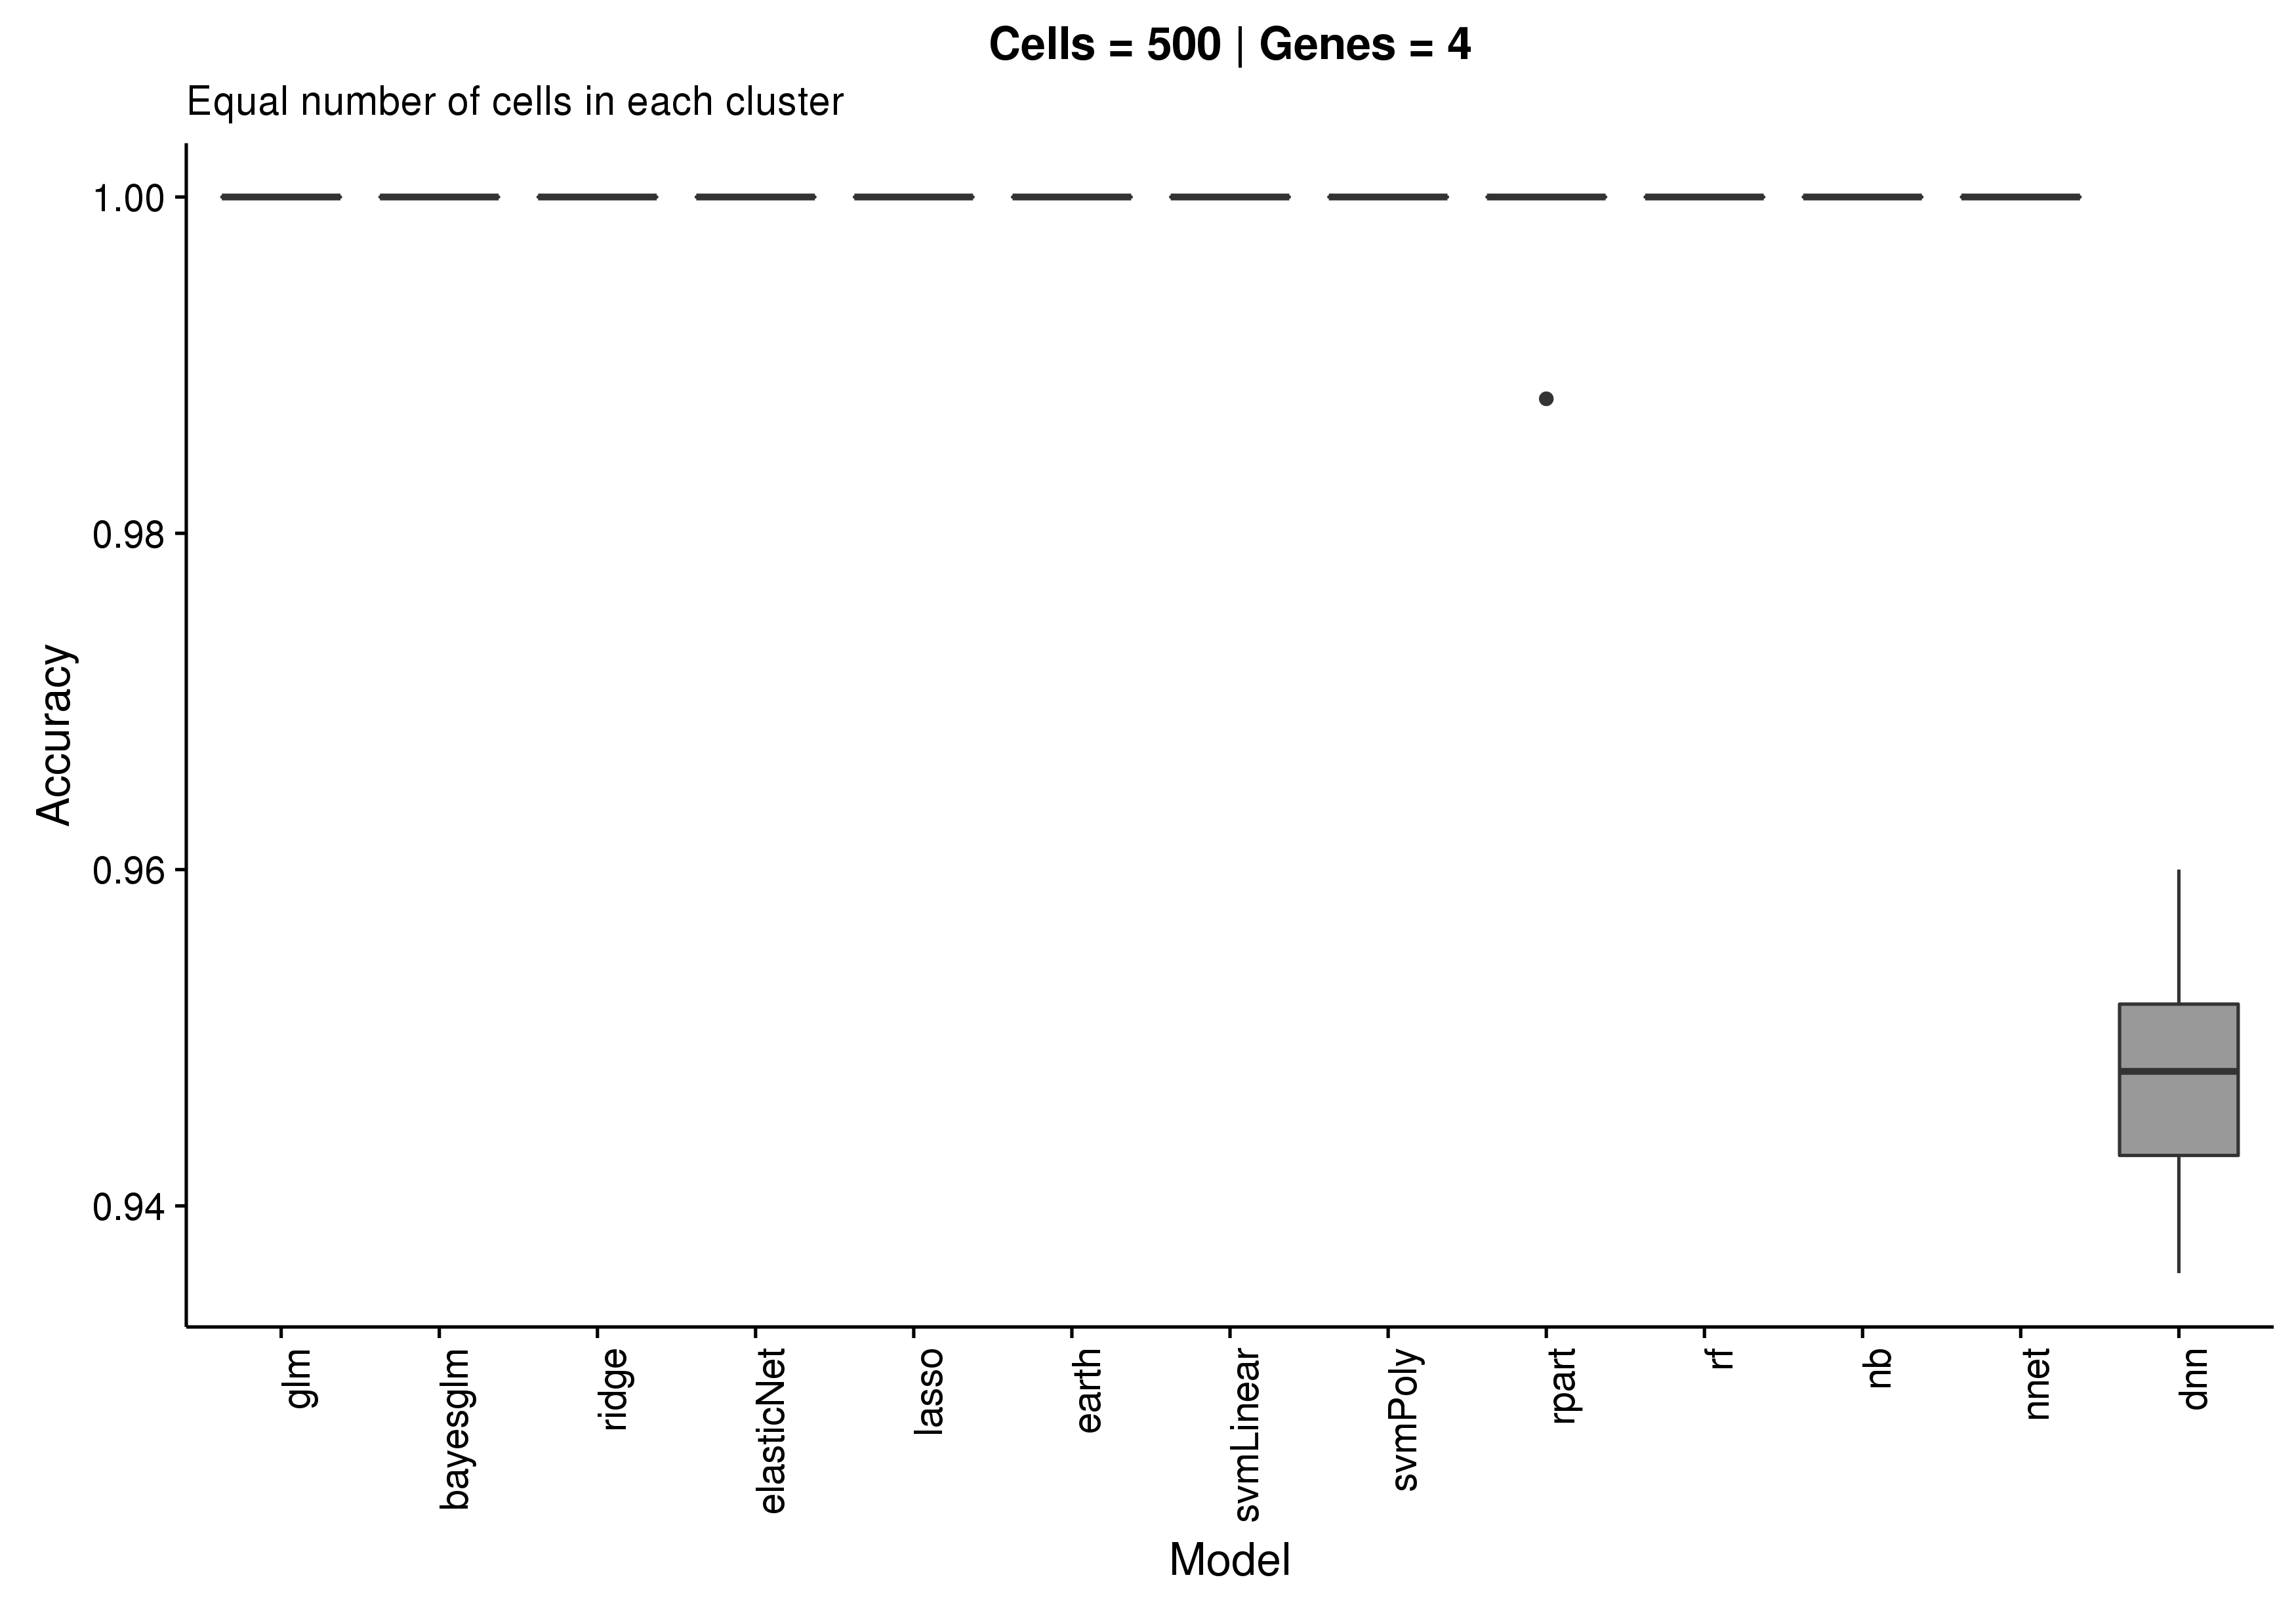 Cells = 500 | Genes = 4
Equal number of cells in each cluster
1.00
0.98
0.96
0.94
Accuracy
glm
bayesglm
ridge
elasticNet
lasso
earth
svmLinear
svmPoly
rpart
rf
nb
nnet
dnn
Model